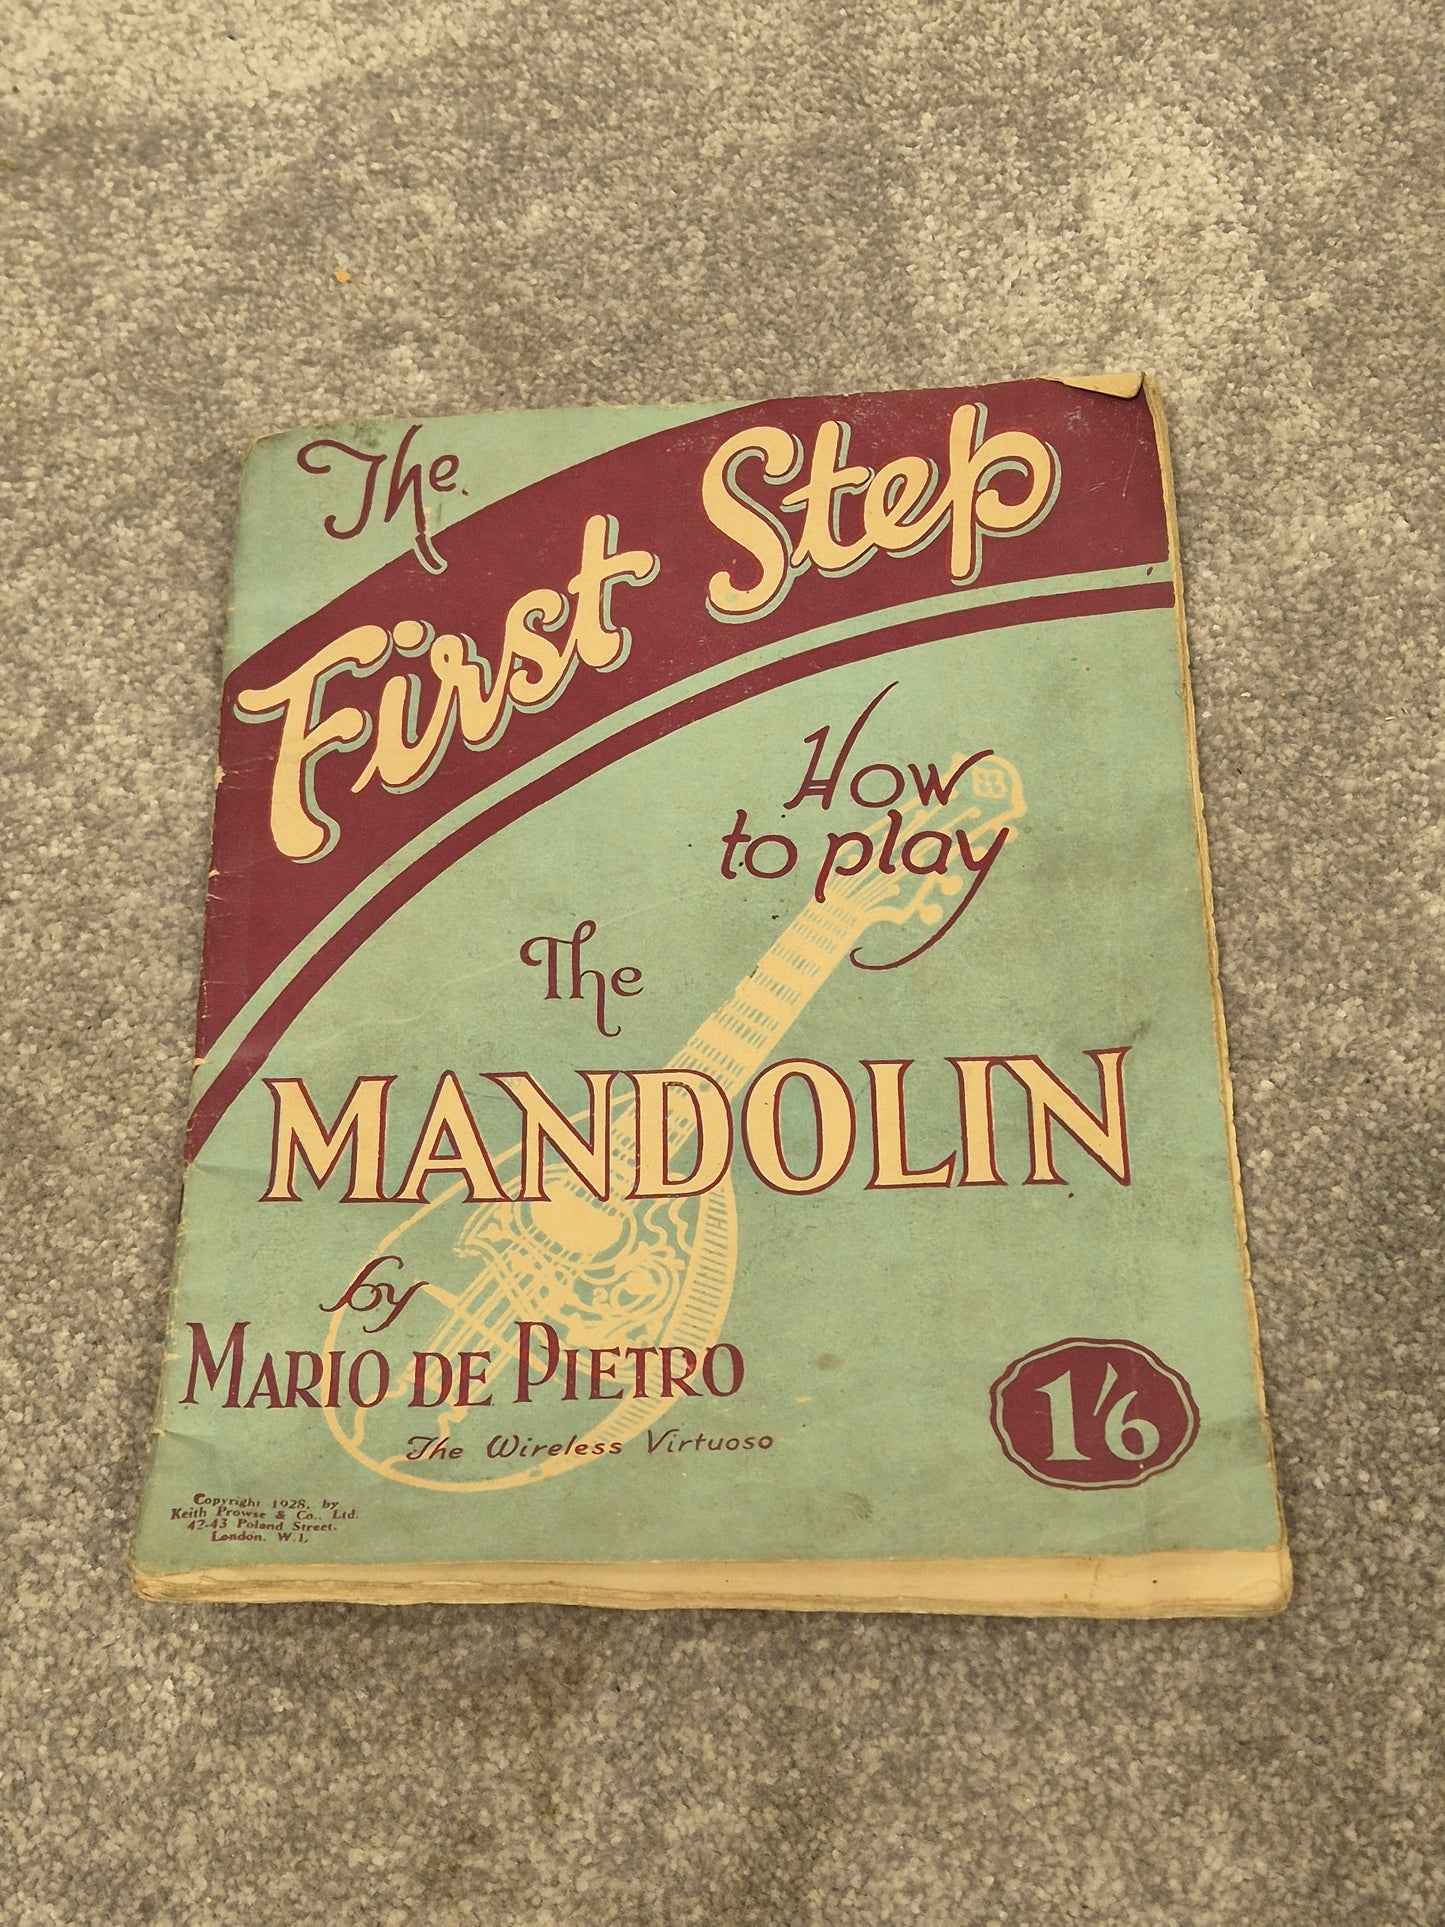 The
First Step
How
to play
The
MANDOLIN
by
MARIO DE PIETRO
The Wireless Virtuoso
1'6
Copyright 1928, by
Keith Prowse & Co., Ltd.
42-43 Poland Street.
London. W.1.